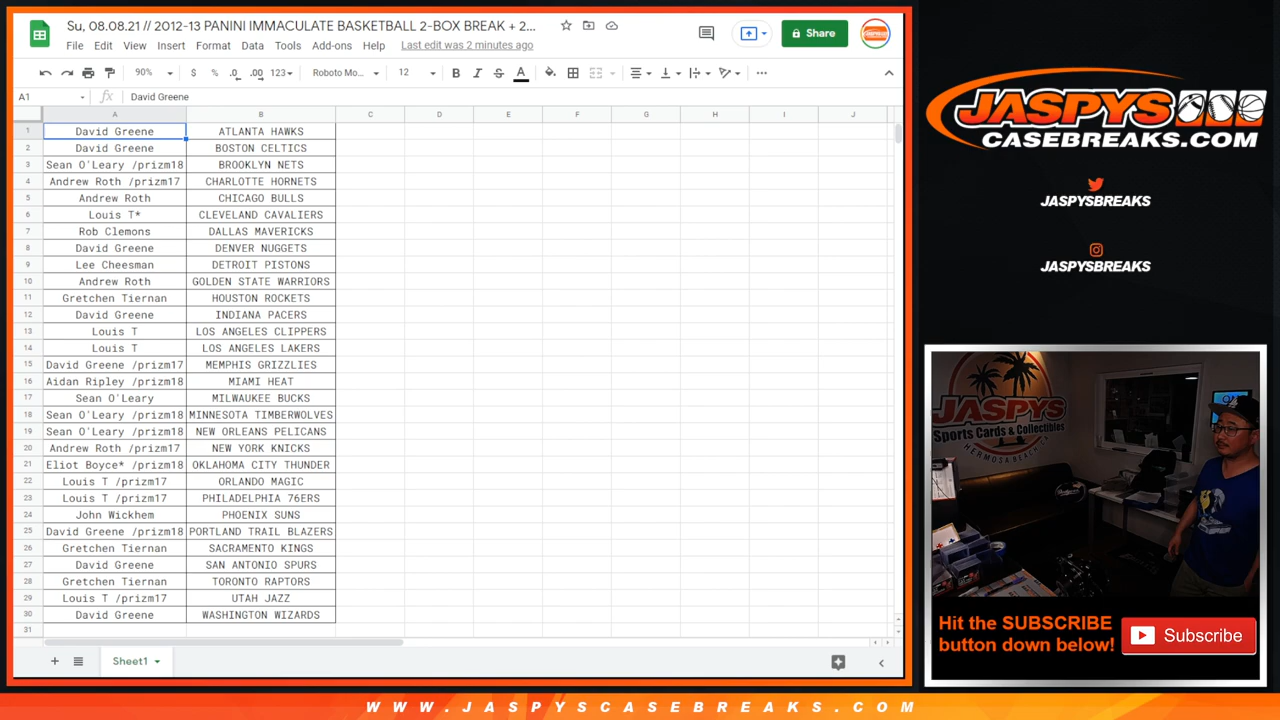 Su, 08.08.21 // 2012-13 PANINI IMMACULATE BASKETBALL 2-BOX BREAK + 2...
File Edit View Insert Format Data Tools Add-ons Help Last edit was 2 minutes ago
Share
90% $ % .0 .00 123 Roboto Mo... 12 B I S A
A1 fx David Greene
A B C D E F G H I J
1 David Greene ATLANTA HAWKS
2 David Greene BOSTON CELTICS
3 Sean O'Leary /prizm18 BROOKLYN NETS
4 Andrew Roth /prizm17 CHARLOTTE HORNETS
5 Andrew Roth CHICAGO BULLS
6 Louis T* CLEVELAND CAVALIERS
7 Rob Clemons DALLAS MAVERICKS
8 David Greene DENVER NUGGETS
9 Lee Cheesman DETROIT PISTONS
10 Andrew Roth GOLDEN STATE WARRIORS
11 Gretchen Tiernan HOUSTON ROCKETS
12 David Greene INDIANA PACERS
13 Louis T LOS ANGELES CLIPPERS
14 Louis T LOS ANGELES LAKERS
15 David Greene /prizm17 MEMPHIS GRIZZLIES
16 Aidan Ripley /prizm18 MIAMI HEAT
17 Sean O'Leary MILWAUKEE BUCKS
18 Sean O'Leary /prizm18 MINNESOTA TIMBERWOLVES
19 Sean O'Leary /prizm18 NEW ORLEANS PELICANS
20 Andrew Roth /prizm17 NEW YORK KNICKS
21 Eliot Boyce* /prizm18 OKLAHOMA CITY THUNDER
22 Louis T /prizm17 ORLANDO MAGIC
23 Louis T /prizm17 PHILADELPHIA 76ERS
24 John Wickhem PHOENIX SUNS
25 David Greene /prizm18 PORTLAND TRAIL BLAZERS
26 Gretchen Tiernan SACRAMENTO KINGS
27 David Greene SAN ANTONIO SPURS
28 Gretchen Tiernan TORONTO RAPTORS
29 Louis T /prizm17 UTAH JAZZ
30 David Greene WASHINGTON WIZARDS
31
Sheet1
JASPYS
CASEBREAKS.COM
JASPYSBREAKS
JASPYSBREAKS
JASPYS
Sports Cards & Collectibles
HERMOSA BEACH CA
Hit the SUBSCRIBE
button down below!
Subscribe
WWW.JASPYSCASEBREAKS.COM